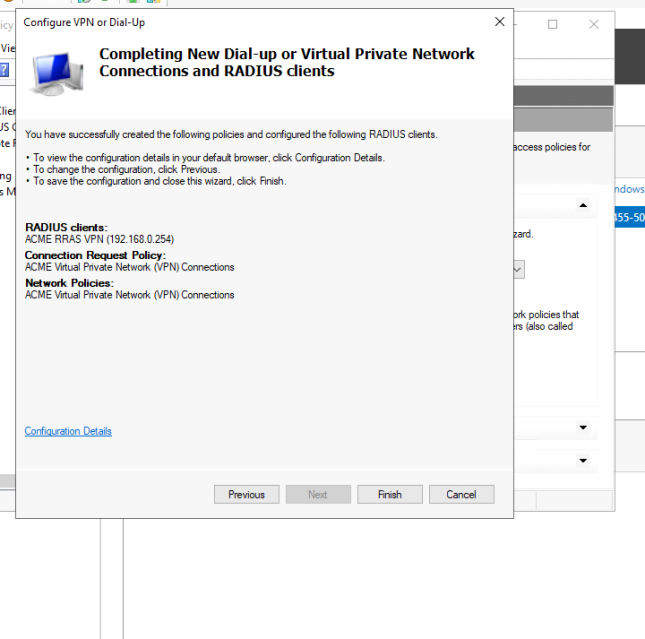 Configure VPN or Dial-Up
Completing New Dial-up or Virtual Private Network
Connections and RADIUS clients
You have successfully created the following policies and configured the following RADIUS clients.
• To view the configuration details in your default browser, click Configuration Details.
• To change the configuration, click Previous.
• To save the configuration and close this wizard, click Finish.
RADIUS clients:
ACME RRAS VPN (192.168.0.254)
Connection Request Policy:
ACME Virtual Private Network (VPN) Connections
Network Policies:
ACME Virtual Private Network (VPN) Connections
Configuration Details
Previous
Next
Finish
Cancel
access policies for
zard.
ork policies that
ers (also called
ndows
355-50
icy
Vie